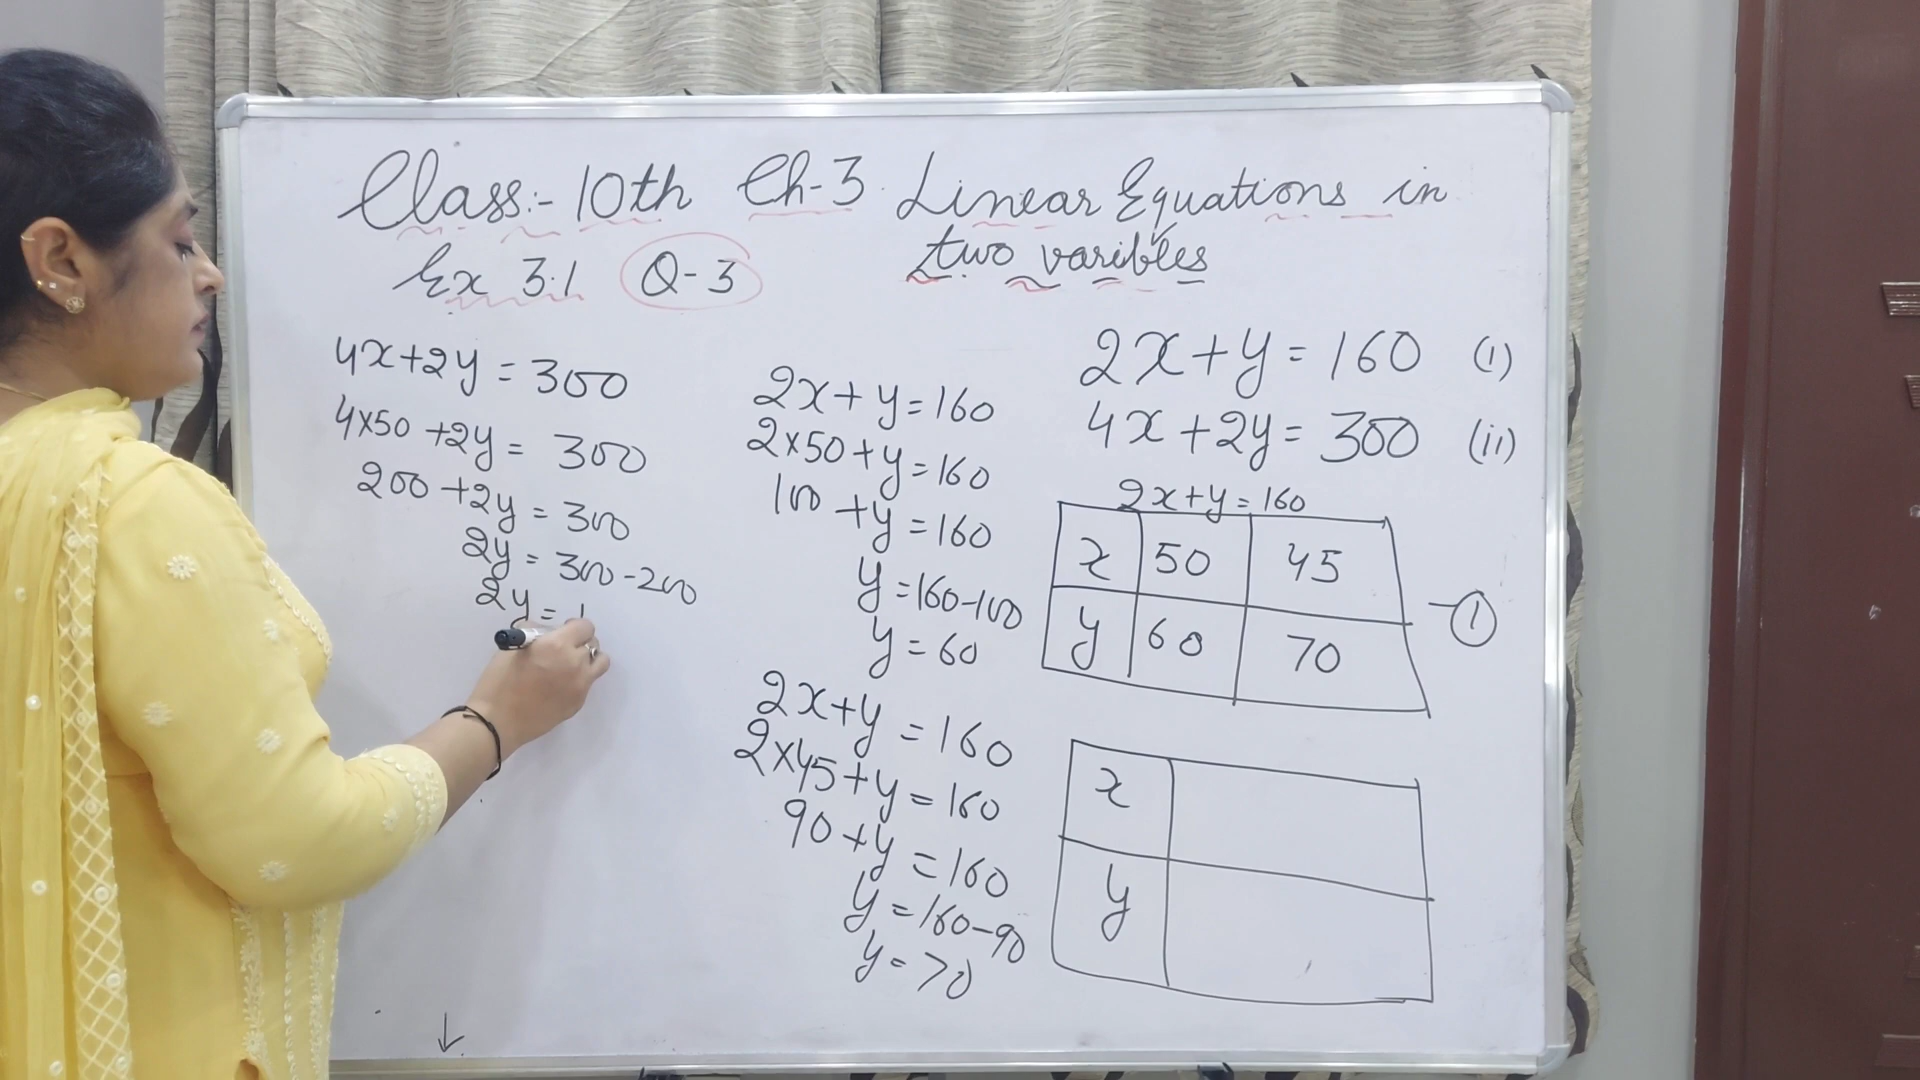 Class:- 10th Ch-3 Linear Equations in
two varibles
Ex 3.1 Q-3
4x+2y = 300
4x50 +2y = 300
200 +2y = 300
2y = 300-200
2y = 1
2x+y=160
2x50+y=160
100 +y=160
y=160-100
y=60
2x+y=160
2x45+y=160
90+y=160
y=160-90
y=70
2x+y=160 (i)
4x+2y=300 (ii)
2x+y=160
x 50 45
y 60 70
-①
x
y